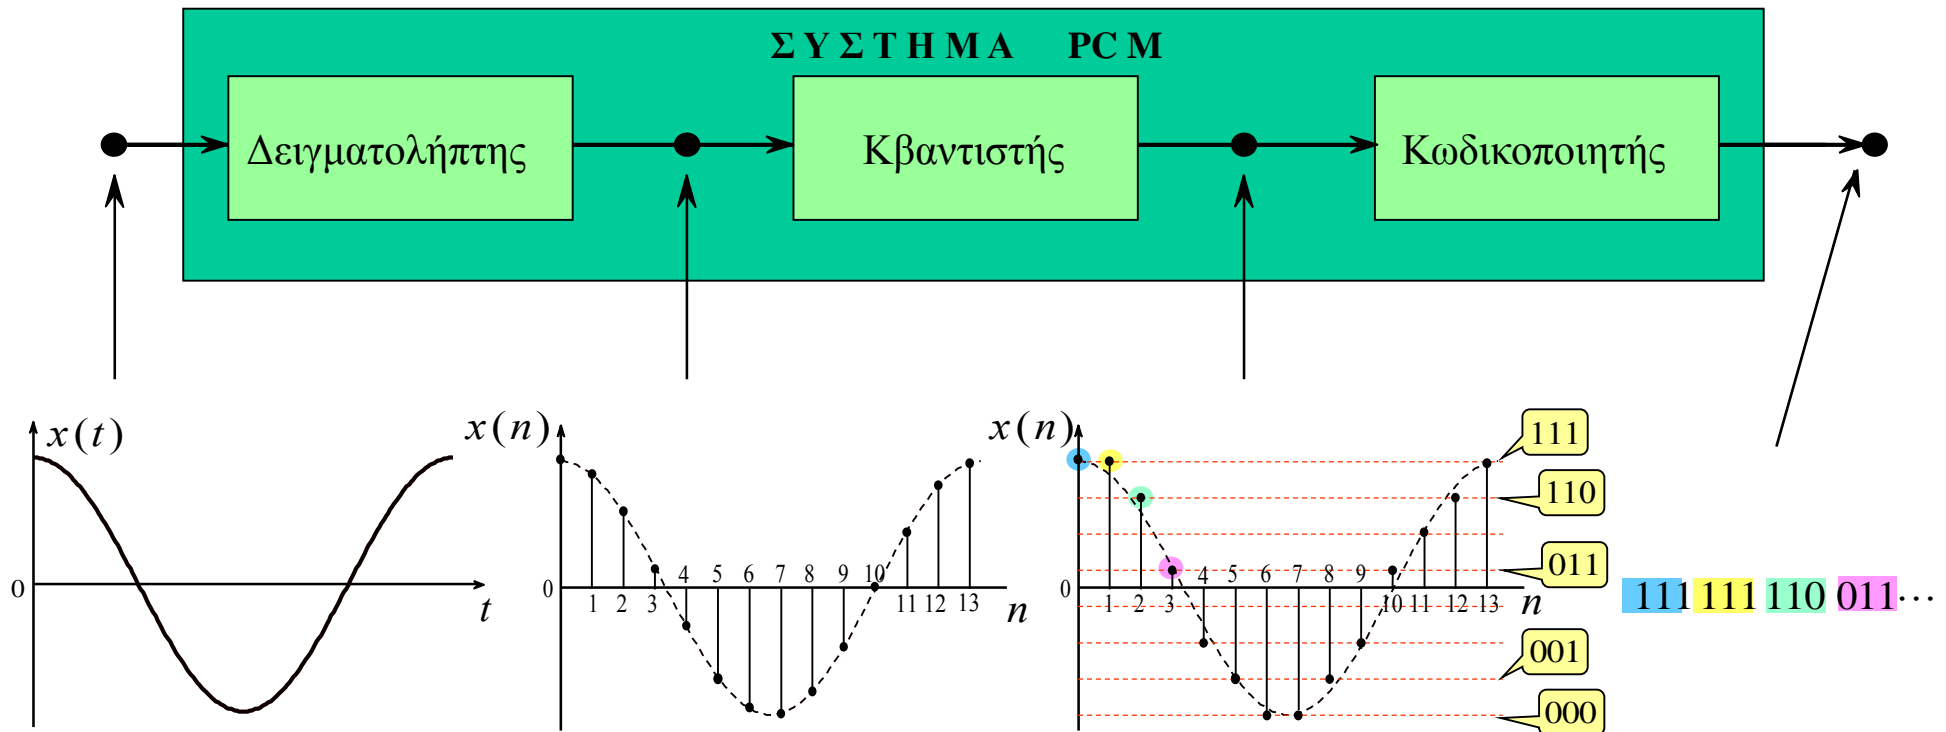 Σ Υ Σ Τ Η Μ Α PC M
Δειγματολήπτης
Κβαντιστής
Κωδικοποιητής
x(t)
0
t
x(n)
0
1 2 3 4 5 6 7 8 9 10 11 12 13
n
x(n)
0
1 2 3 4 5 6 7 8 9 10 11 12 13
n
111
110
011
001
000
111 111 110 011 ...